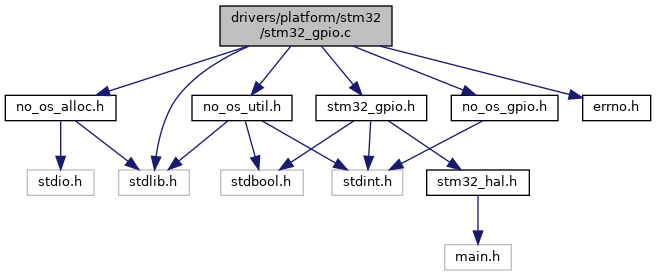 drivers/platform/stm32
/stm32_gpio.c
no_os_alloc.h
no_os_util.h
stm32_gpio.h
no_os_gpio.h
errno.h
stdio.h
stdlib.h
stdbool.h
stdint.h
stm32_hal.h
main.h